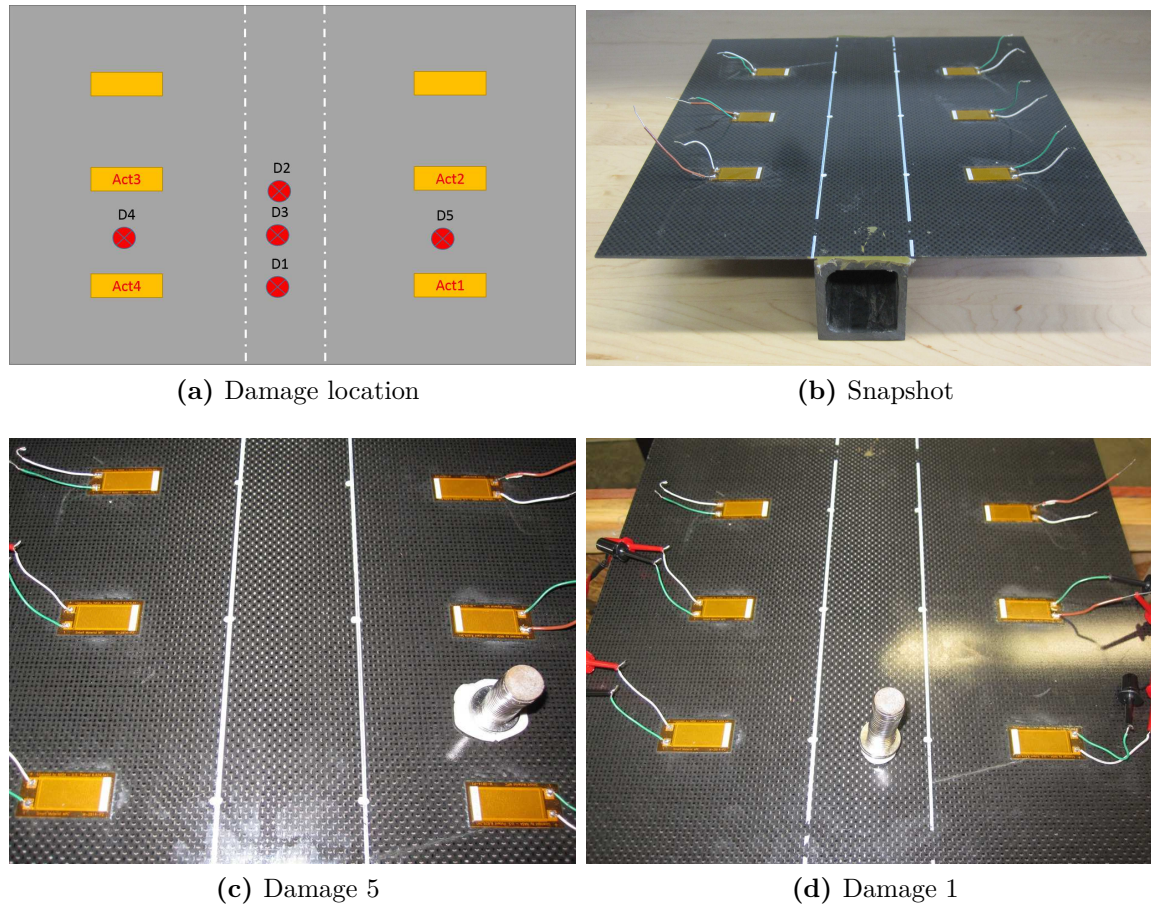 Act3
D2
Act2
D4
D3
D5
Act4
D1
Act1
(a) Damage location
(b) Snapshot
(c) Damage 5
(d) Damage 1